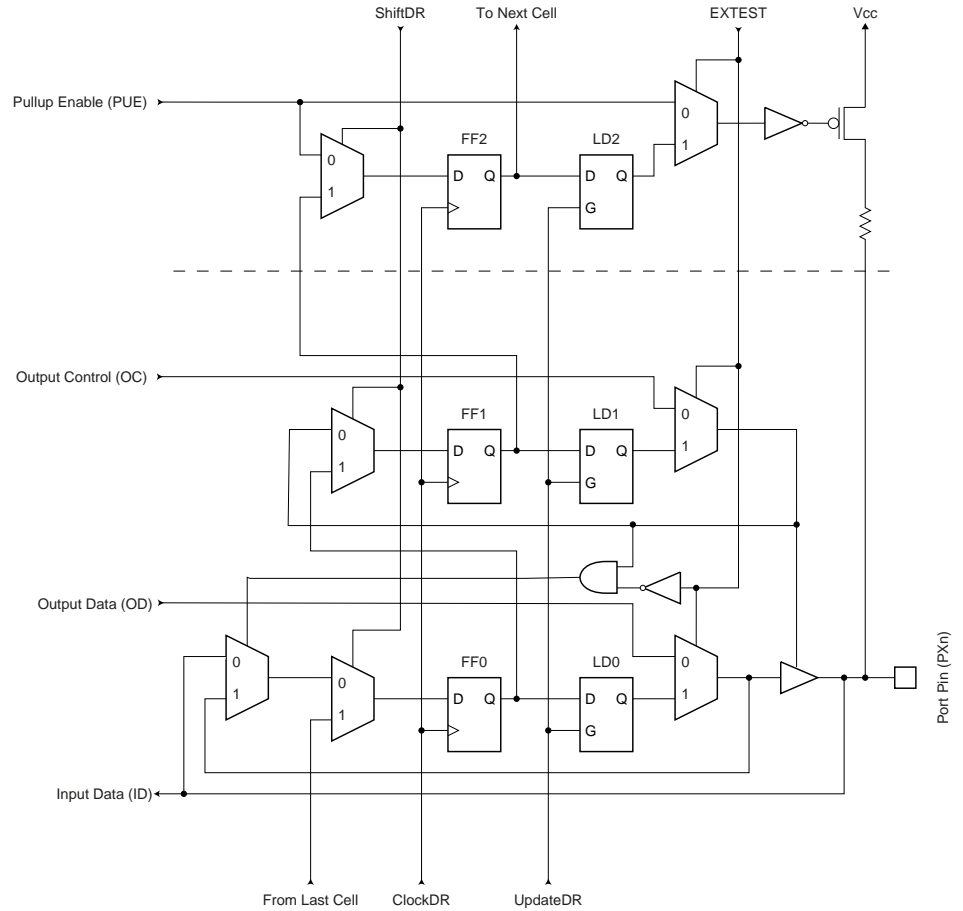 ShiftDR To Next Cell EXTEST Vcc
Pullup Enable (PUE)
0
1
FF2
D Q
LD2
D Q
G
0
1
Output Control (OC)
0
1
FF1
D Q
LD1
D Q
G
0
1
Output Data (OD)
0
1
0
1
FF0
D Q
LD0
D Q
G
0
1
Port Pin (PXn)
Input Data (ID)
From Last Cell ClockDR UpdateDR